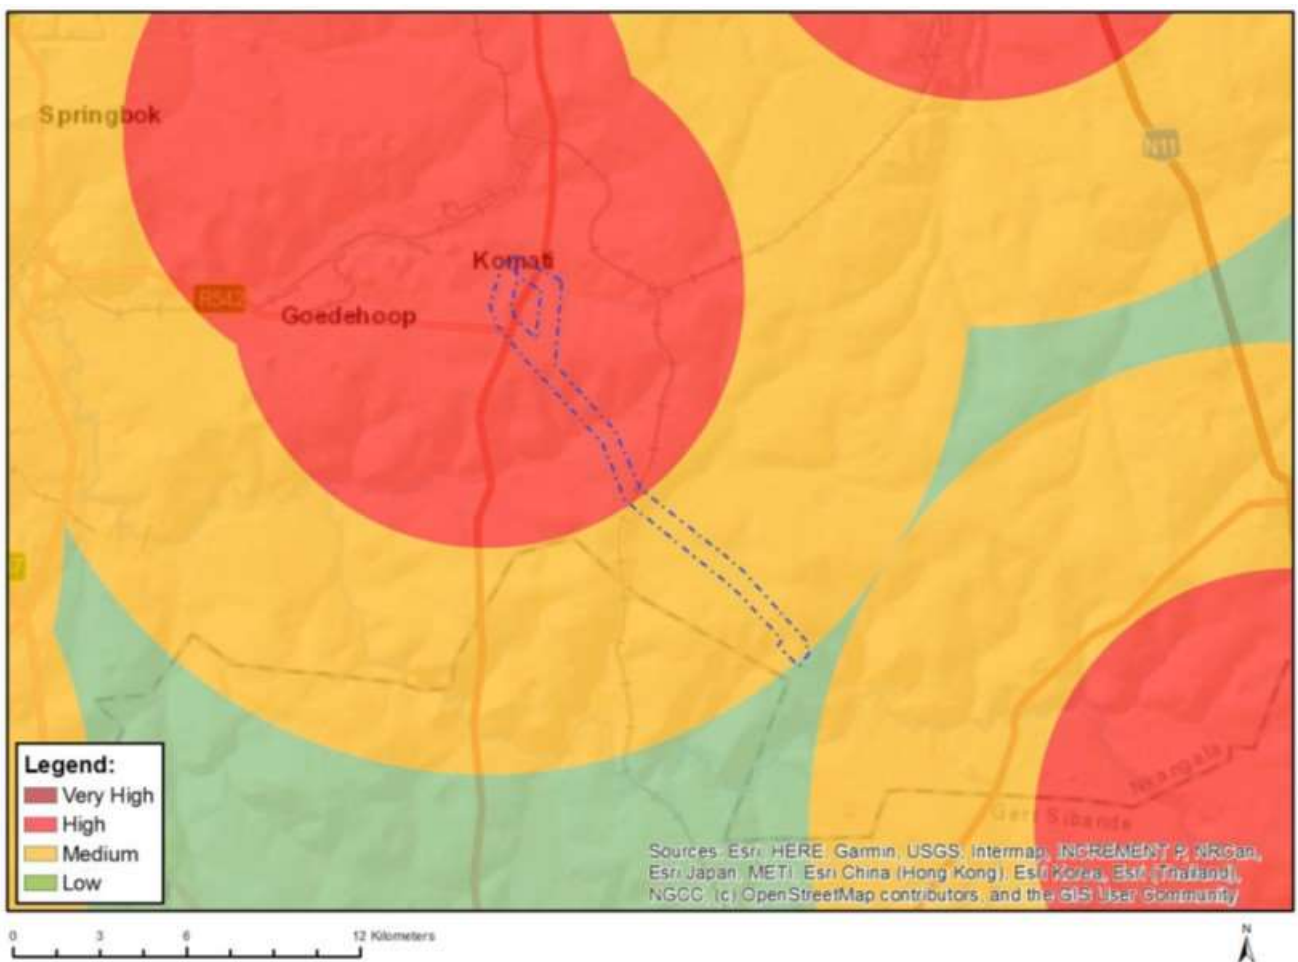 Springbok
N11
Komati
R542
Goedehoop
7
Legend:
Very High
High
Medium
Low
Nkangala
Gert Sibande
Sources: Esri, HERE, Garmin, USGS, Intermap, INCREMENT P, NRCan,
Esri Japan, METI, Esri China (Hong Kong), Esri Korea, Esri (Thailand),
NGCC, (c) OpenStreetMap contributors, and the GIS User Community
0 3 6 12 Kilometers
N